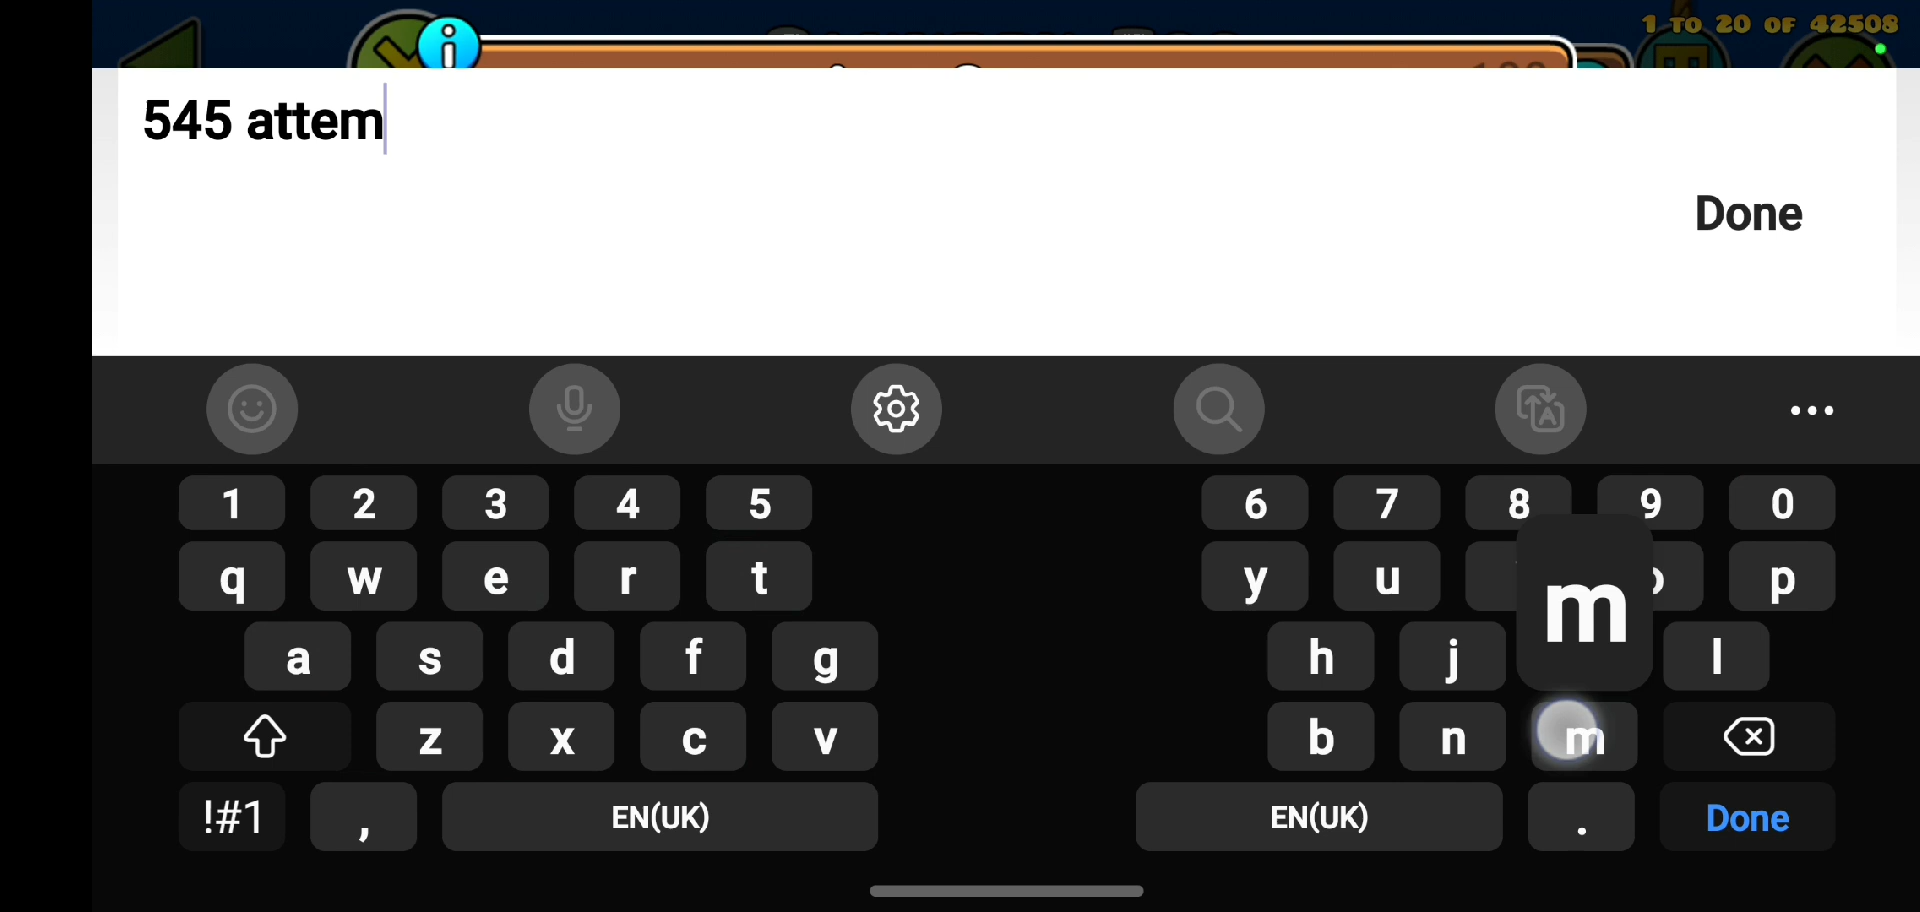 1 TO 20 OF 42508
545 attem
Done
1 2 3 4 5 6 7 8 9 0
q w e r t y u p
m
a s d f g h j l
z x c v b n m
!#1 , EN(UK) EN(UK) . Done